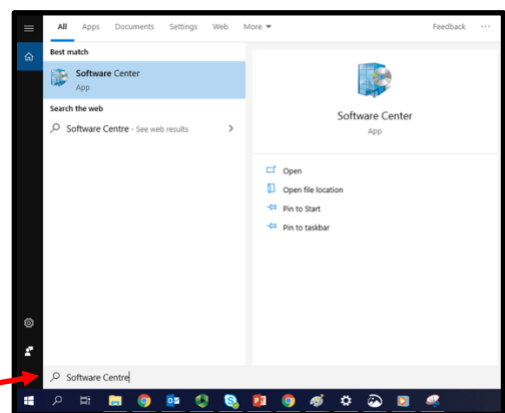 All Apps Documents Settings Web More Feedback ...
Best match
Software Center
App
Search the web
Software Centre - See web results
Software Center
App
Open
Open file location
Pin to Start
Pin to taskbar
Software Centre